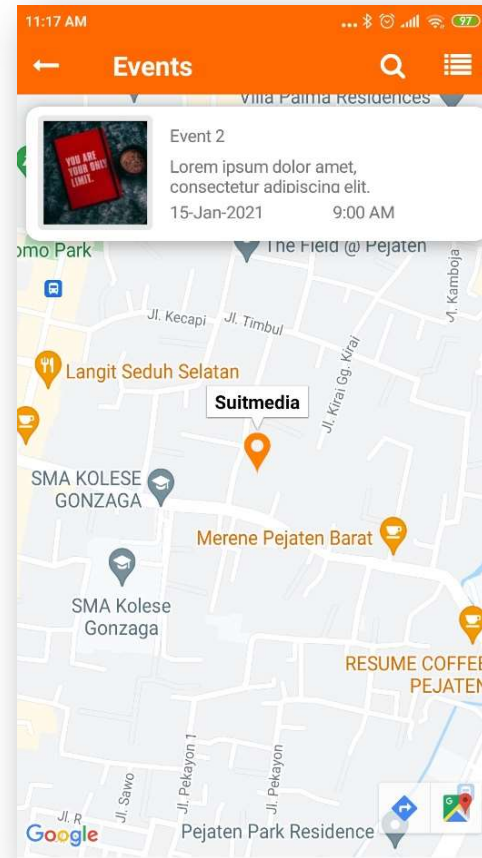 11:17 AM
97
Events
Villa Palma Residences
YOU ARE
YOUR ONLY
LIMIT.
Event 2
Lorem ipsum dolor amet,
consectetur adipiscing elit.
15-Jan-2021
9:00 AM
omo Park
The Field @ Pejaten
Jl. Kamboja
Jl. Kecapi
Jl. Timbul
Jl. Kirai Gg. Kirai
Langit Seduh Selatan
Suitmedia
SMA KOLESE
GONZAGA
Merene Pejaten Barat
SMA Kolese
Gonzaga
RESUME COFFEE
PEJATEN
Jl. Pekayon 1
Jl. Pekayon
Jl. Sawo
Jl. R
Google
Pejaten Park Residence